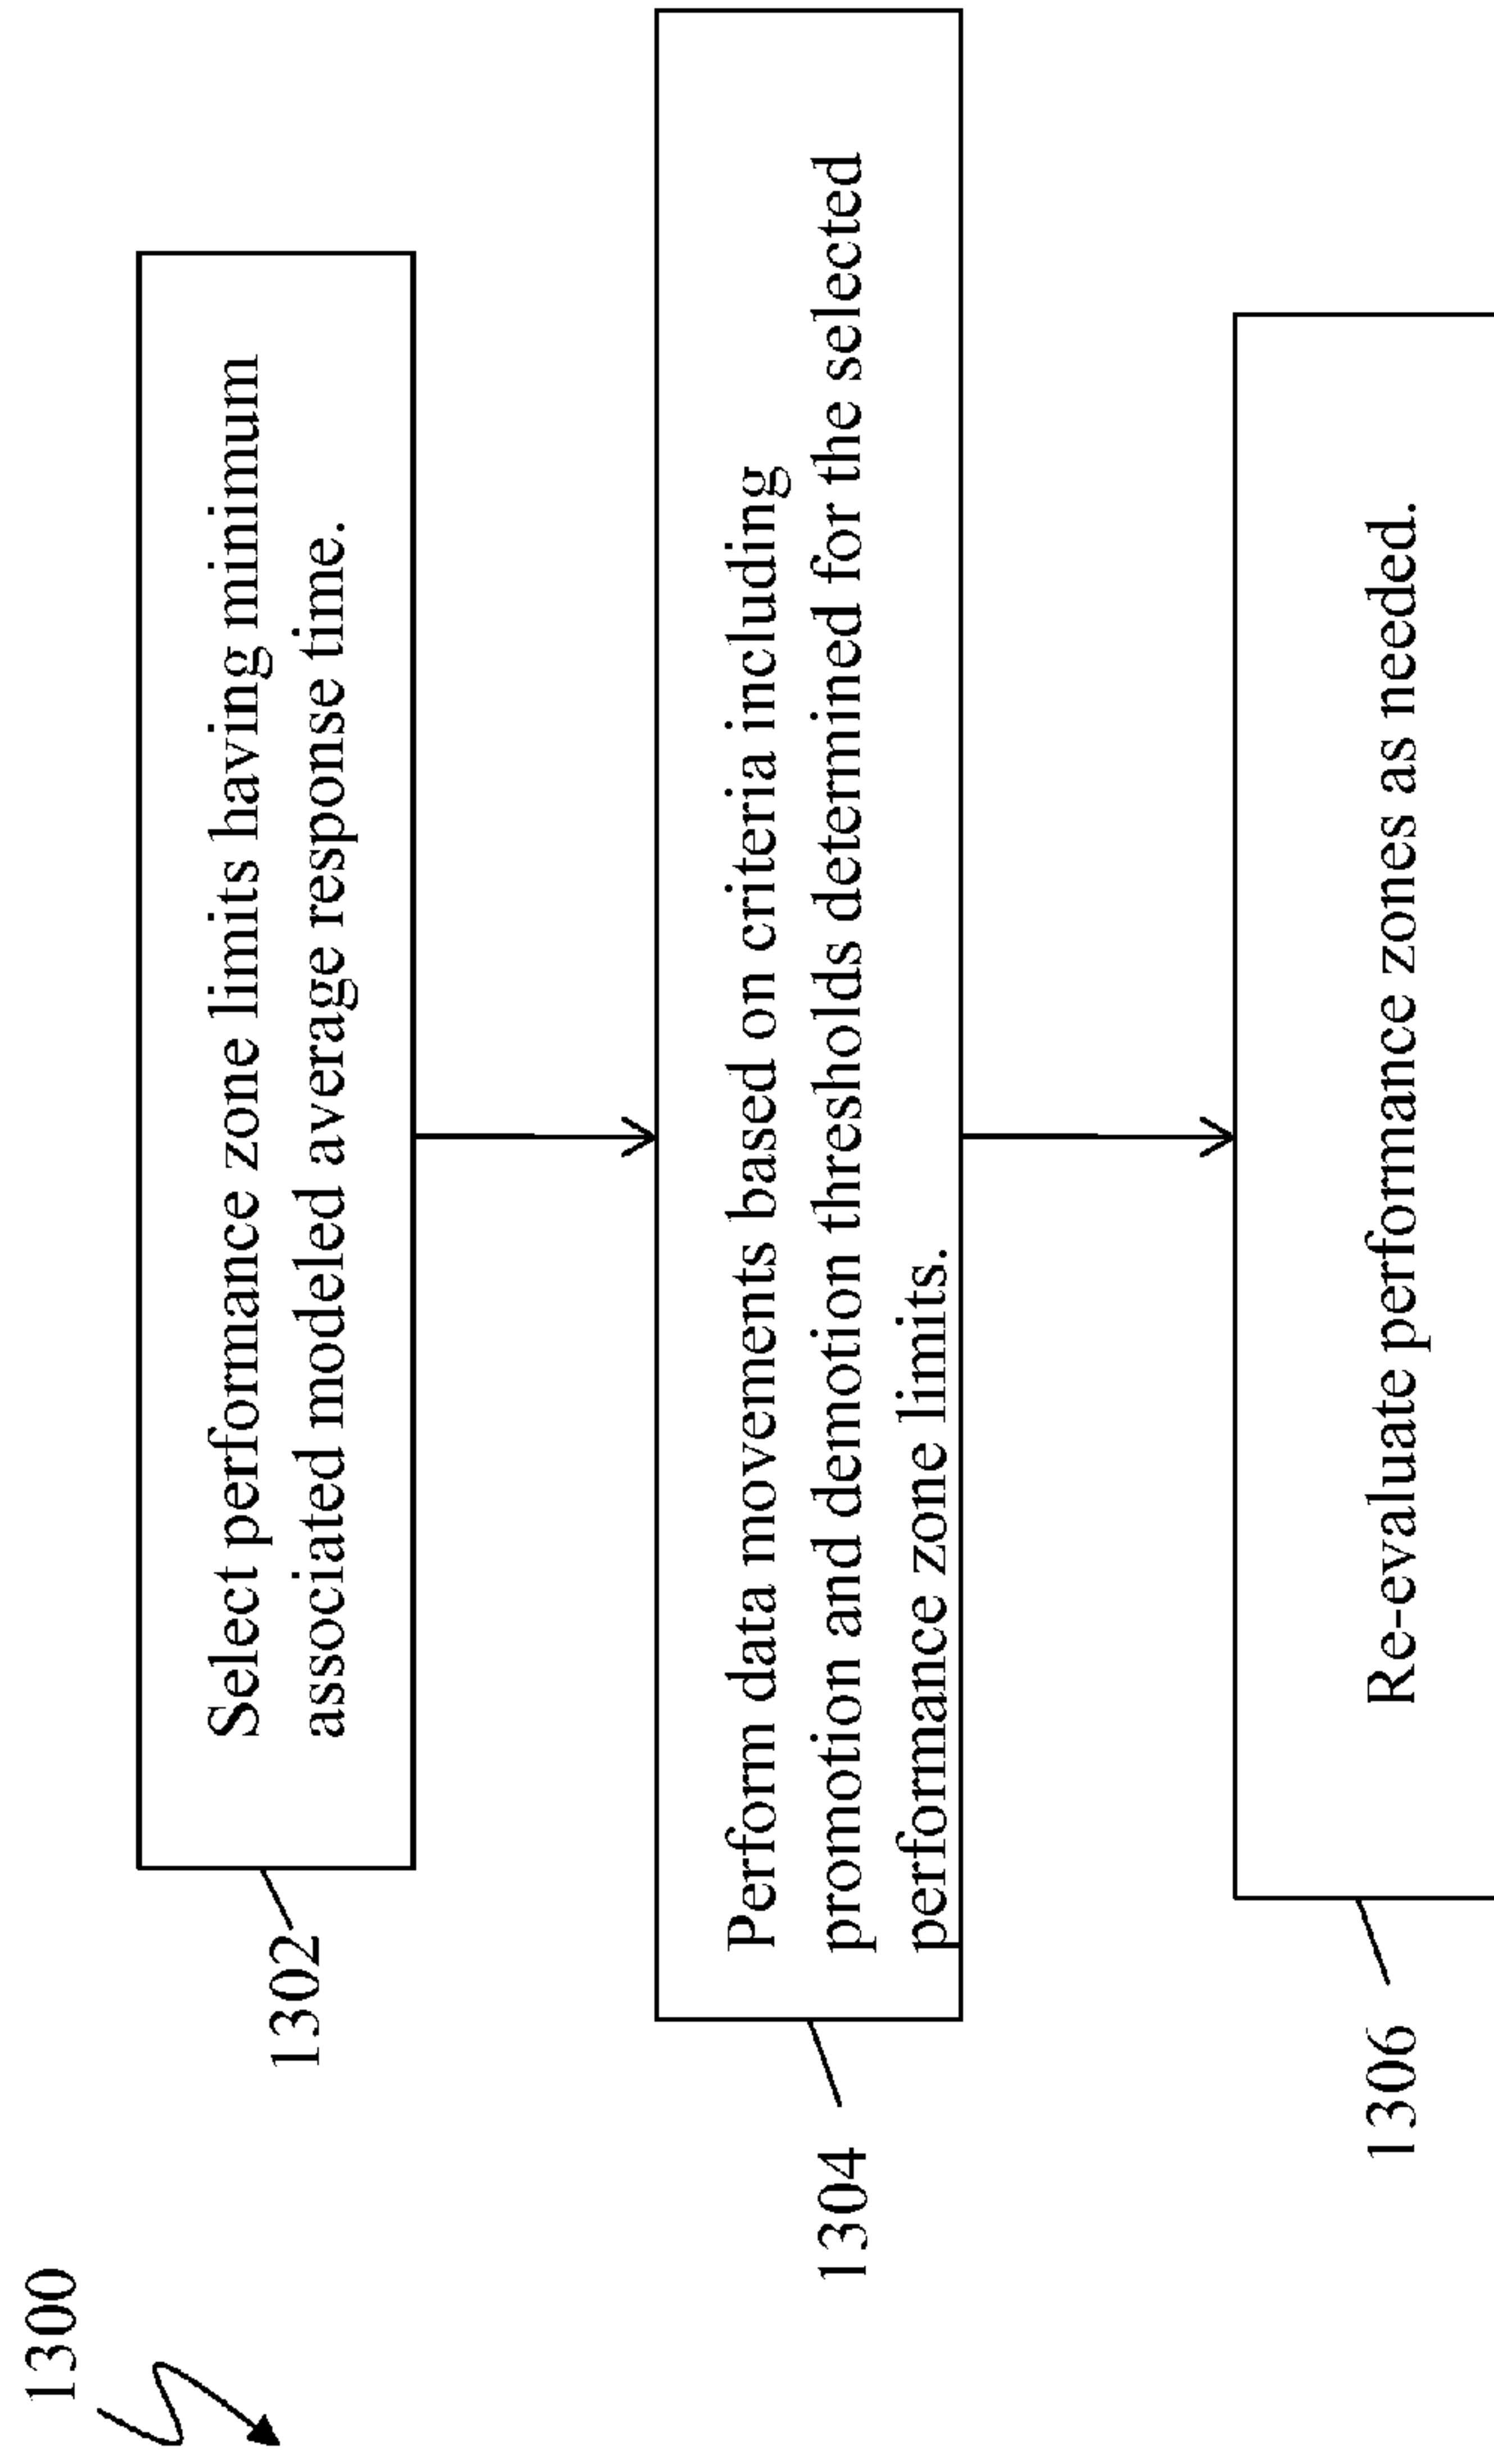 1300
1302
Select performance zone limits having minimum
associated modeled average response time.
1304
Perform data movements based on criteria including
promotion and demotion thresholds determined for the selected
performance zone limits.
1306
Re-evaluate performance zones as needed.